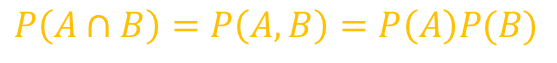 P(A ∩ B) = P(A, B) = P(A)P(B)